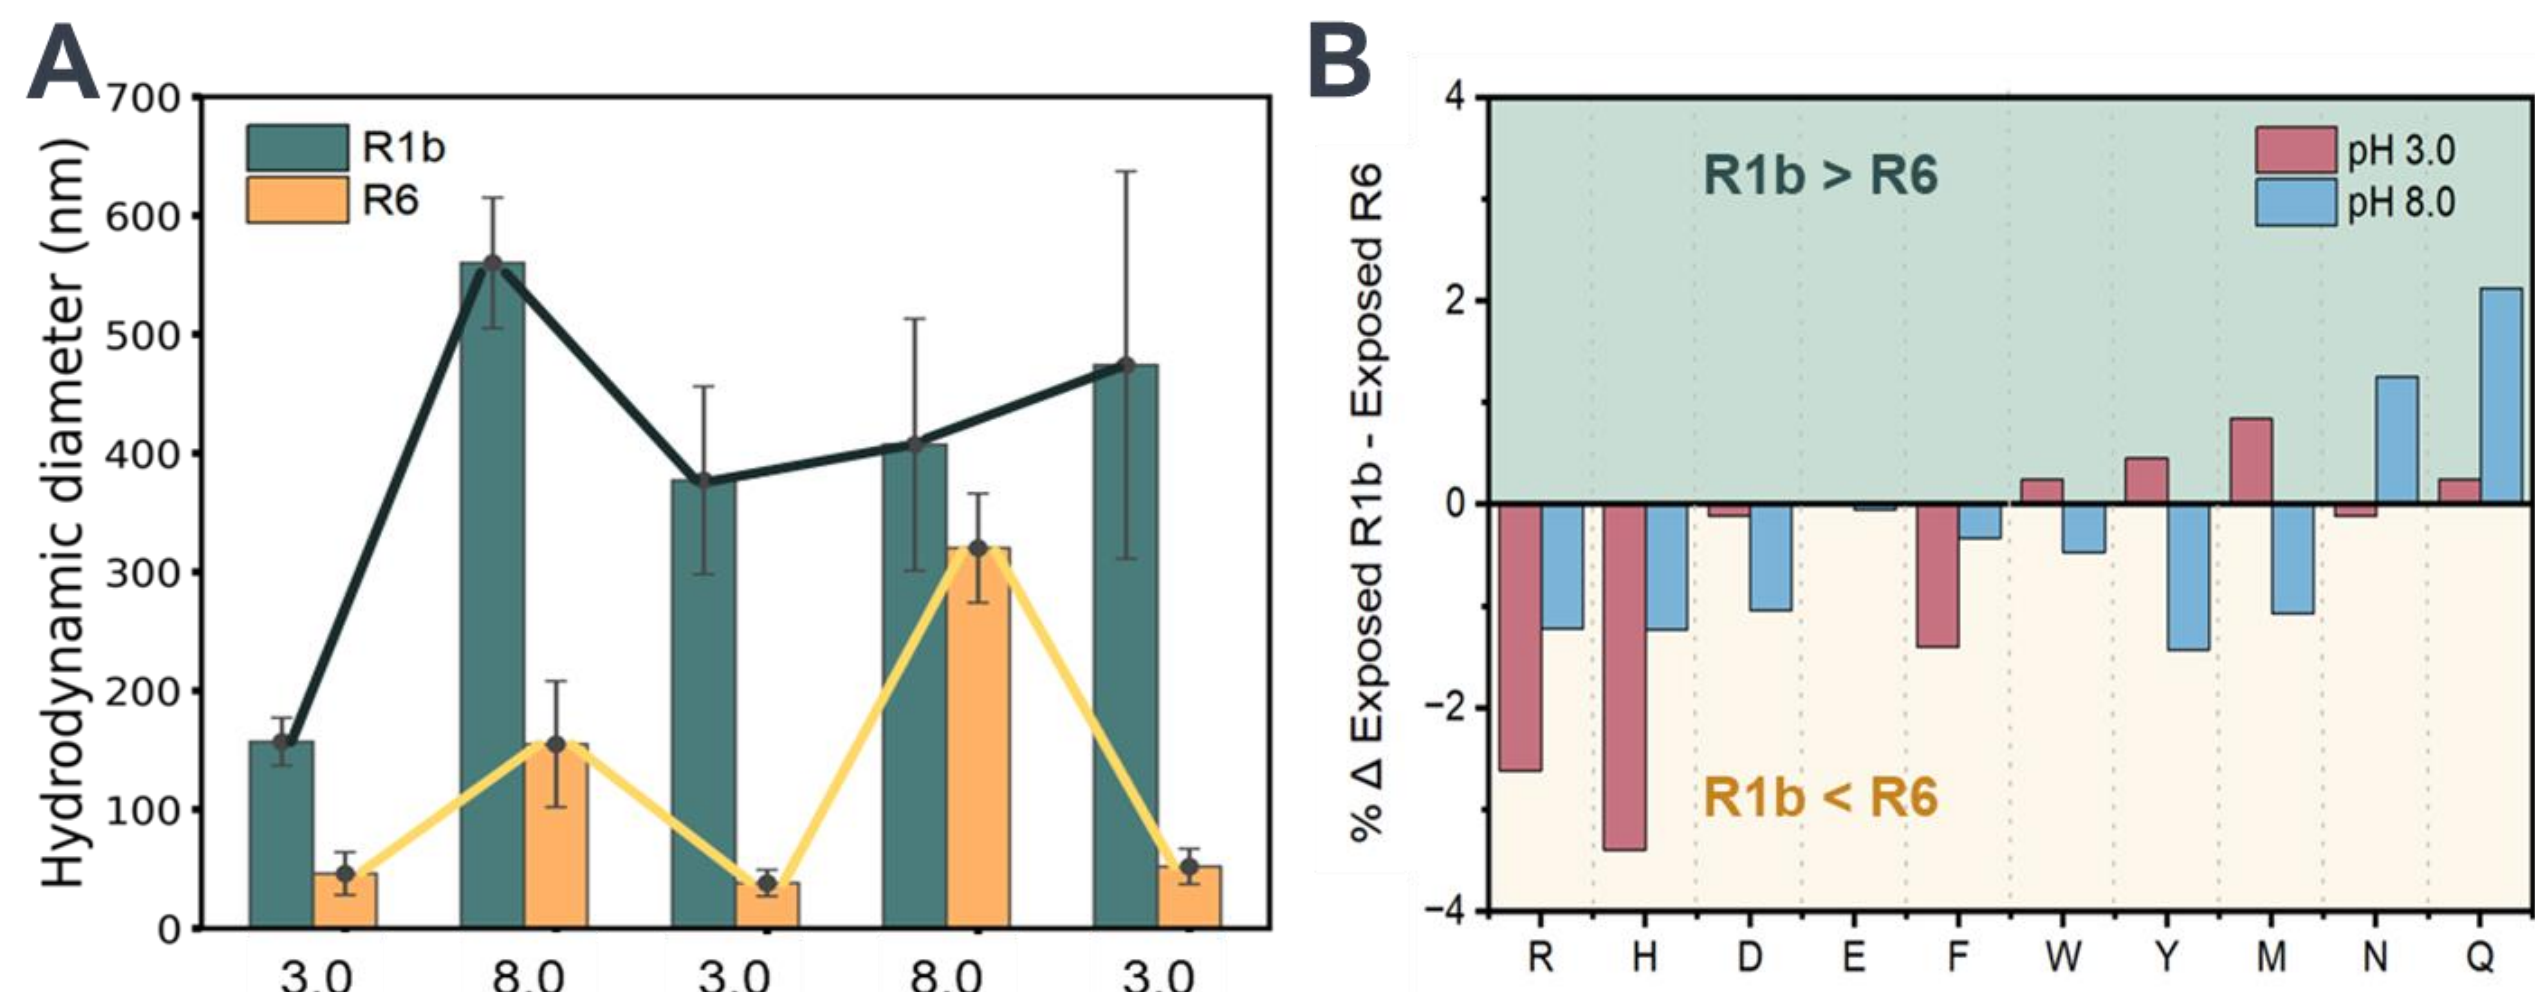 A
700
600
500
400
300
200
100
0
Hydrodynamic diameter (nm)
R1b
R6
3.0 8.0 3.0 8.0 3.0
B
4
2
0
−2
−4
% Δ Exposed R1b - Exposed R6
R1b > R6
pH 3.0
pH 8.0
R1b < R6
R H D E F W Y M N Q